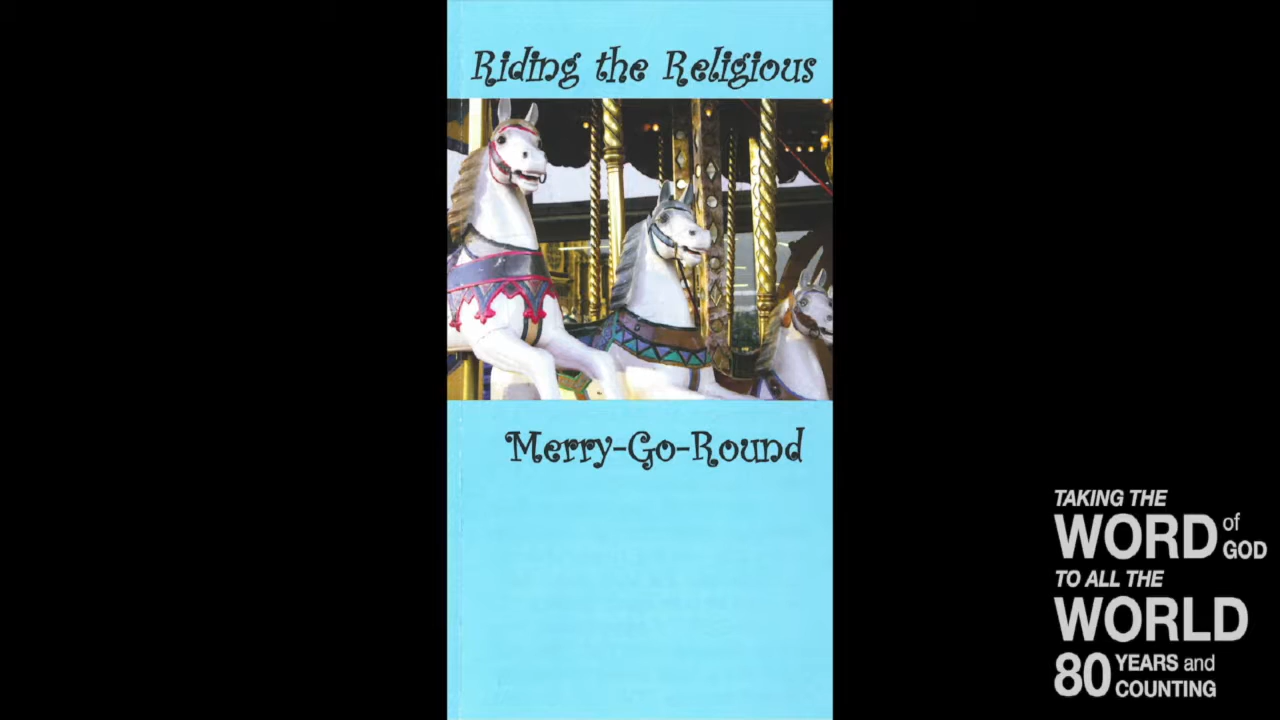 Riding the Religious
Merry-Go-Round
TAKING THE
WORD of
GOD
TO ALL THE
WORLD
80 YEARS and
COUNTING